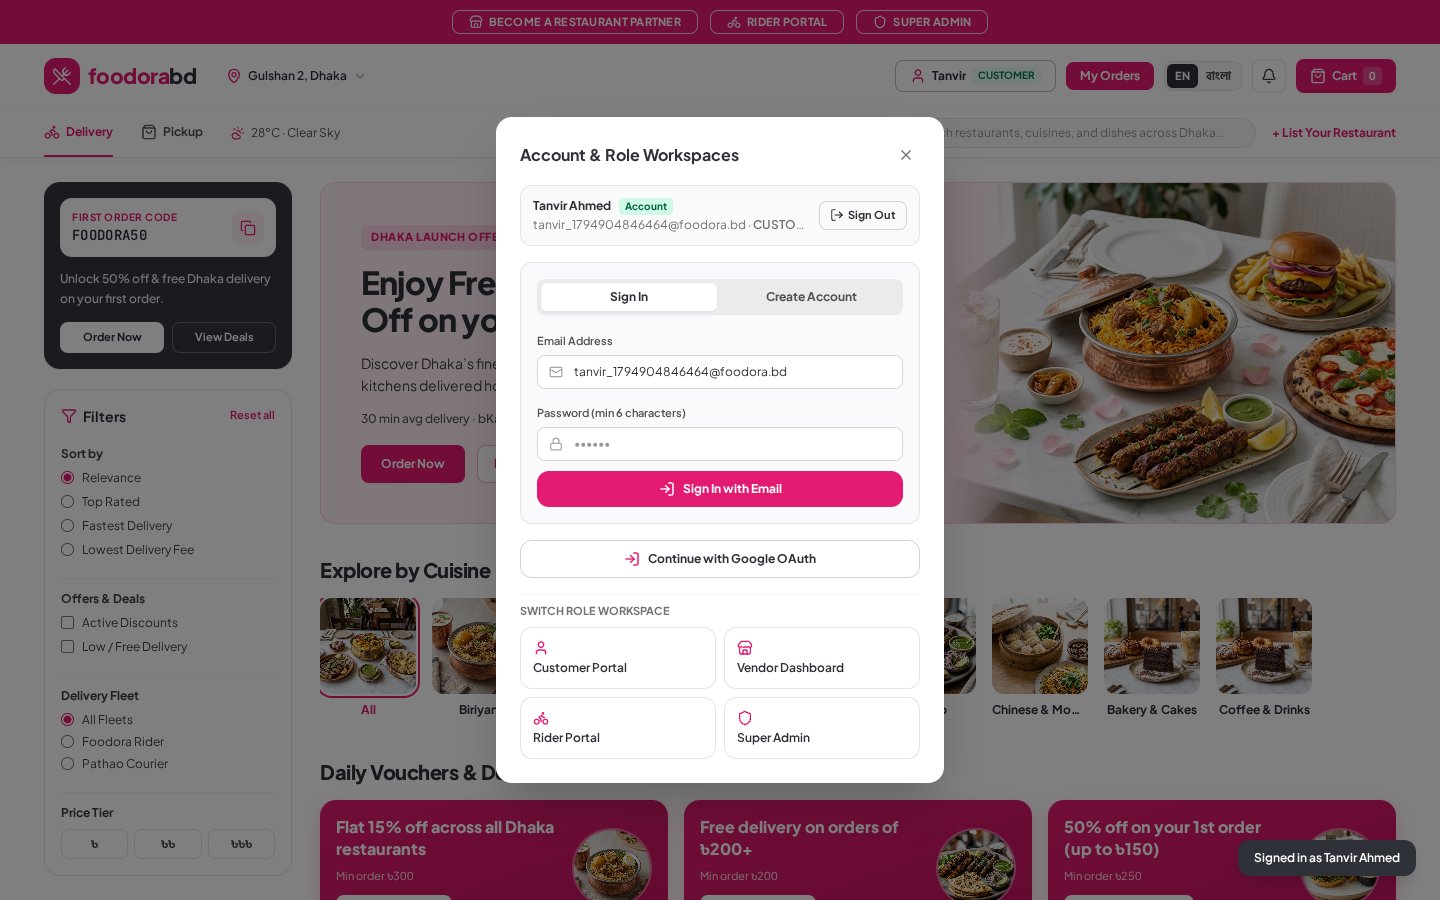 BECOME A RESTAURANT PARTNER
RIDER PORTAL
SUPER ADMIN
foodorabd
Gulshan 2, Dhaka
Tanvir CUSTOMER
My Orders
EN
বাংলা
Cart 0
Delivery
Pickup
28°C · Clear Sky
restaurants, cuisines, and dishes across Dhaka...
+ List Your Restaurant
FIRST ORDER CODE
FOODORA50
Unlock 50% off & free Dhaka delivery
on your first order.
Order Now
View Deals
Filters
Reset all
Sort by
Relevance
Top Rated
Fastest Delivery
Lowest Delivery Fee
Offers & Deals
Active Discounts
Low / Free Delivery
Delivery Fleet
All Fleets
Foodora Rider
Pathao Courier
Price Tier
৳
৳৳
৳৳৳
DHAKA LAUNCH OFFE
Enjoy Fre
Off on yo
Discover Dhaka's fine
kitchens delivered ho
30 min avg delivery · bKa
Order Now
Explore by Cuisine
All
Biriyan
Chinese & Mo...
Bakery & Cakes
Coffee & Drinks
Daily Vouchers & D
Flat 15% off across all Dhaka
restaurants
Min order ৳300
Free delivery on orders of
৳200+
Min order ৳200
50% off on your 1st order
(up to ৳150)
Min order ৳250
Account & Role Workspaces
Tanvir Ahmed Account
tanvir_1794904846464@foodora.bd · CUSTO...
Sign Out
Sign In
Create Account
Email Address
tanvir_1794904846464@foodora.bd
Password (min 6 characters)
••••••
Sign In with Email
Continue with Google OAuth
SWITCH ROLE WORKSPACE
Customer Portal
Vendor Dashboard
Rider Portal
Super Admin
Signed in as Tanvir Ahmed